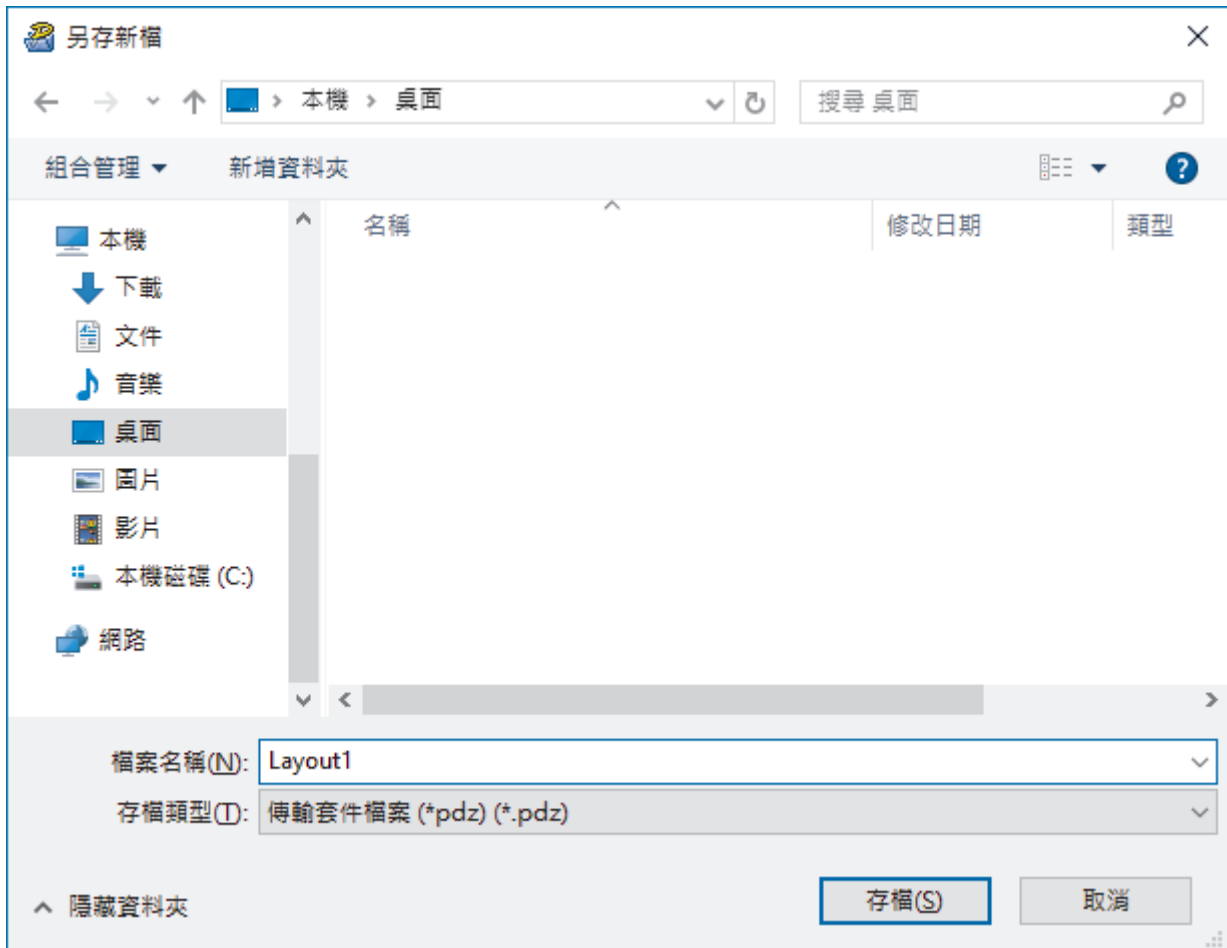 另存新檔
本機 > 桌面
搜尋 桌面
組合管理
新增資料夾
名稱
修改日期
類型
本機
下載
文件
音樂
桌面
圖片
影片
本機磁碟 (C:)
網路
檔案名稱(N): Layout1
存檔類型(T): 傳輸套件檔案 (*pdz) (*.pdz)
隱藏資料夾
存檔(S)
取消